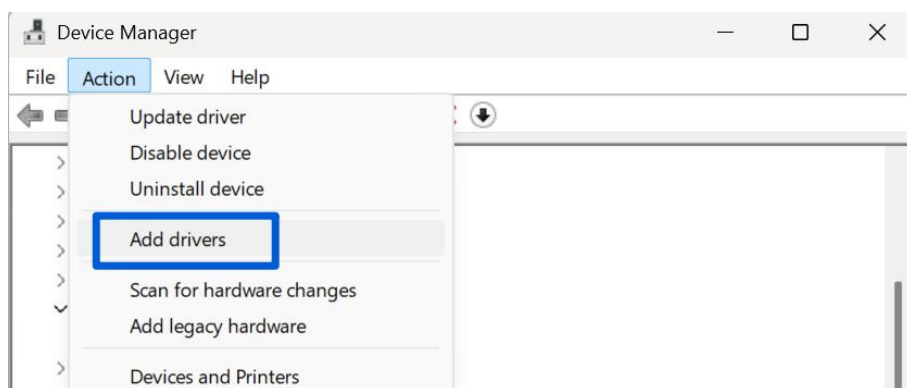 Device Manager
File Action View Help
Update driver
Disable device
Uninstall device
Add drivers
Scan for hardware changes
Add legacy hardware
Devices and Printers